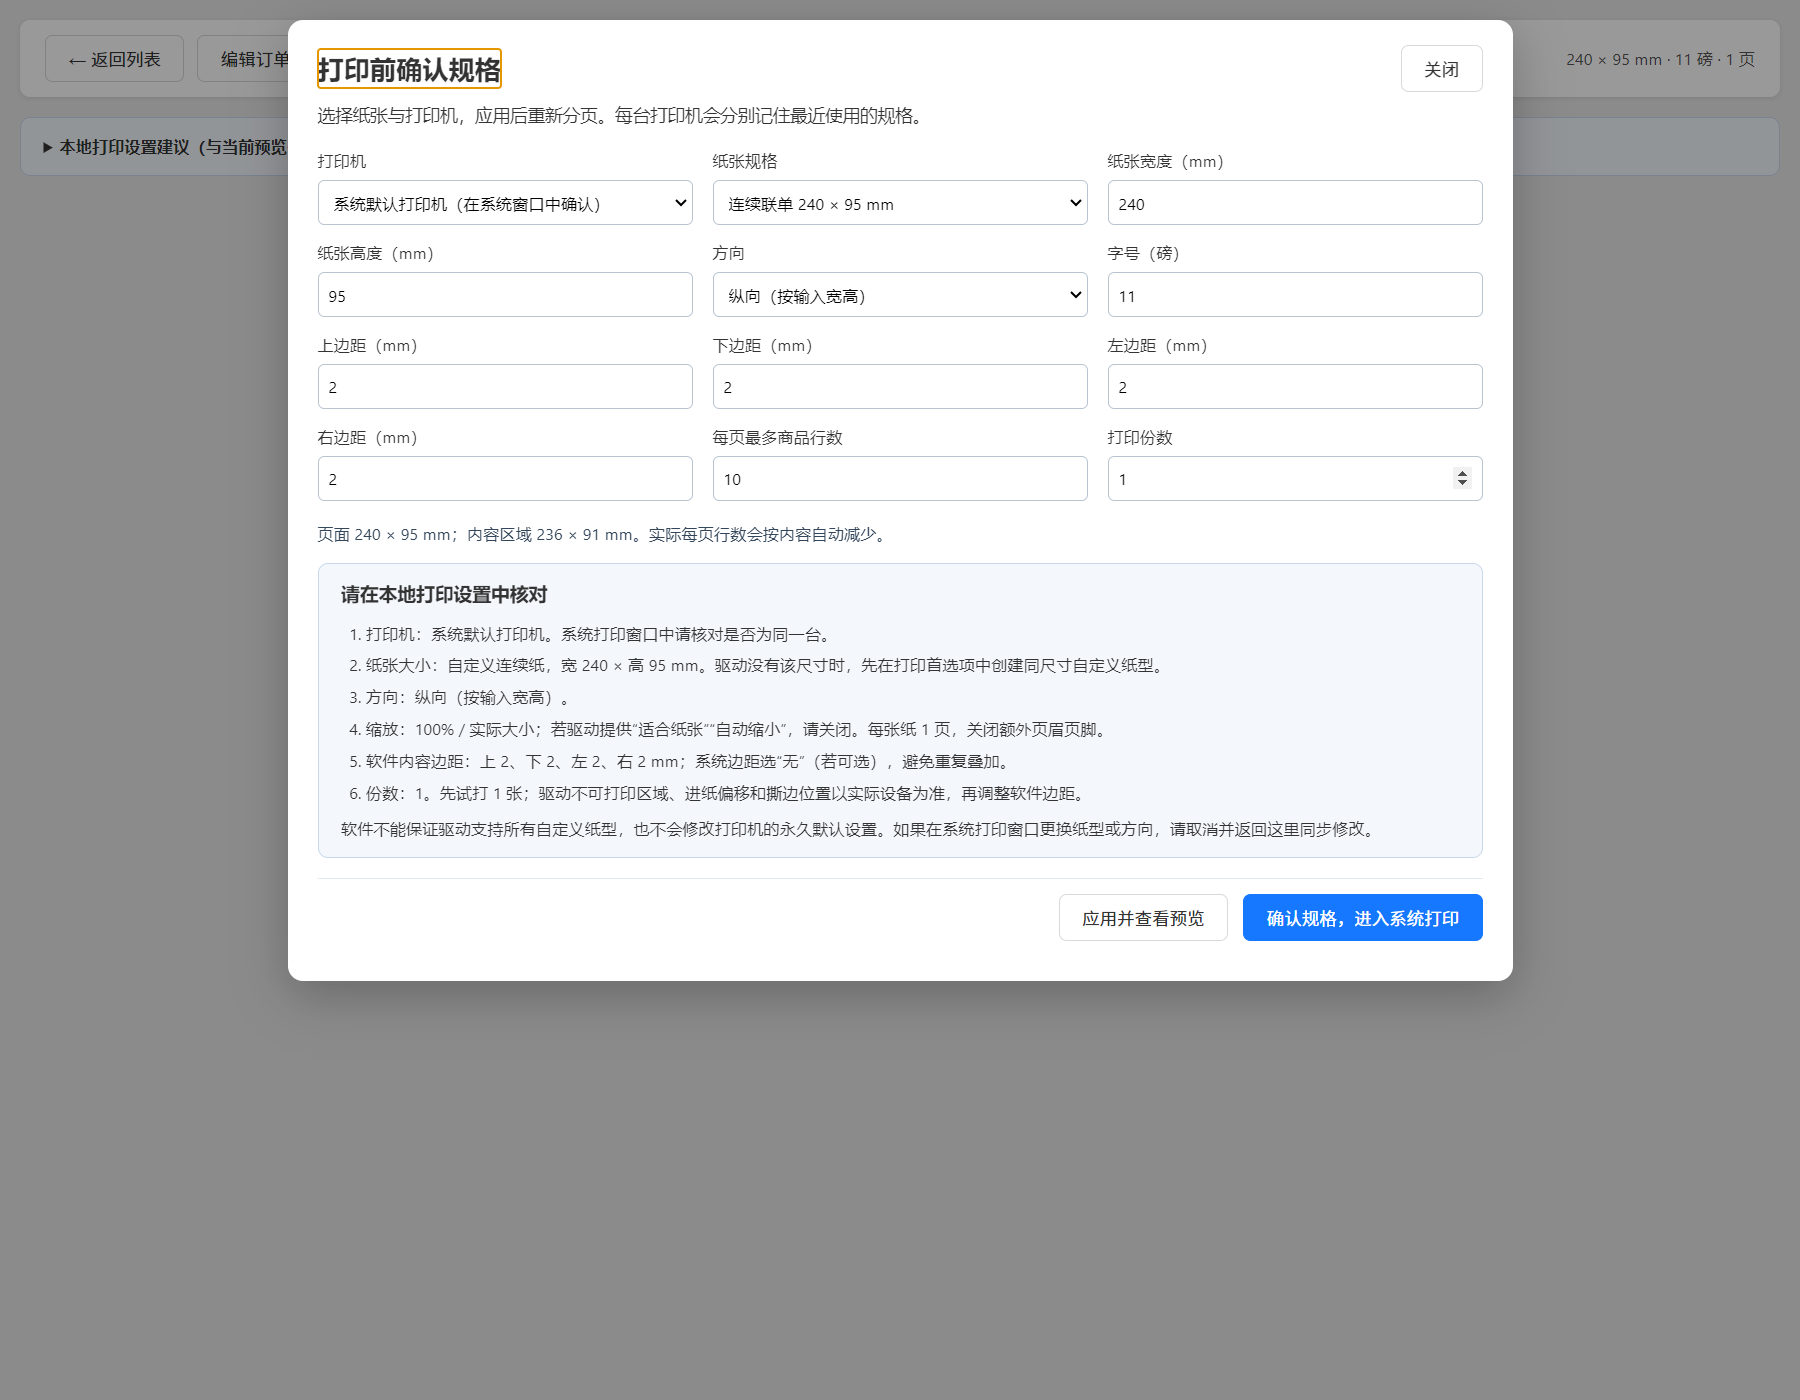 ← 返回列表
编辑订单
240 × 95 mm · 11 磅 · 1 页
▶ 本地打印设置建议（与当前预览
打印前确认规格
关闭
选择纸张与打印机，应用后重新分页。每台打印机会分别记住最近使用的规格。
打印机
纸张规格
纸张宽度（mm）
系统默认打印机（在系统窗口中确认）
连续联单 240 × 95 mm
240
纸张高度（mm）
方向
字号（磅）
95
纵向（按输入宽高）
11
上边距（mm）
下边距（mm）
左边距（mm）
2
2
2
右边距（mm）
每页最多商品行数
打印份数
2
10
1
页面 240 × 95 mm；内容区域 236 × 91 mm。实际每页行数会按内容自动减少。
请在本地打印设置中核对
1. 打印机：系统默认打印机。系统打印窗口中请核对是否为同一台。
2. 纸张大小：自定义连续纸，宽 240 × 高 95 mm。驱动没有该尺寸时，先在打印首选项中创建同尺寸自定义纸型。
3. 方向：纵向（按输入宽高）。
4. 缩放：100% / 实际大小；若驱动提供“适合纸张”“自动缩小”，请关闭。每张纸 1 页，关闭额外页眉页脚。
5. 软件内容边距：上 2、下 2、左 2、右 2 mm；系统边距选“无”（若可选），避免重复叠加。
6. 份数：1。先试打 1 张；驱动不可打印区域、进纸偏移和撕边位置以实际设备为准，再调整软件边距。
软件不能保证驱动支持所有自定义纸型，也不会修改打印机的永久默认设置。如果在系统打印窗口更换纸型或方向，请取消并返回这里同步修改。
应用并查看预览
确认规格，进入系统打印